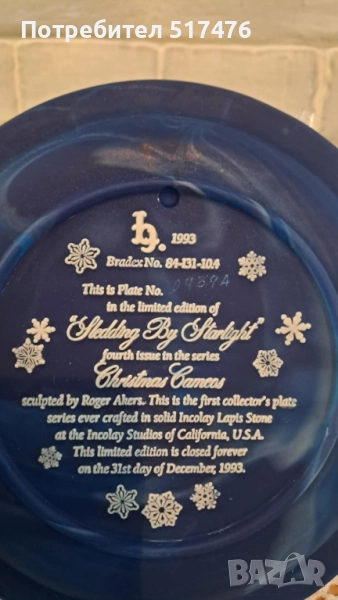 Потребител 517476
1993
Bradex No. 84-131-10.4
This is Plate No. 0439A
in the limited edition of
"Sledding By Starlight"
fourth issue in the series
Christmas Cameos
sculpted by Roger Akers. This is the first collector's plate
series ever crafted in solid Incolay Lapis Stone
at the Incolay Studios of California, U.S.A.
This limited edition is closed forever
on the 31st day of December, 1993.
BAZAR